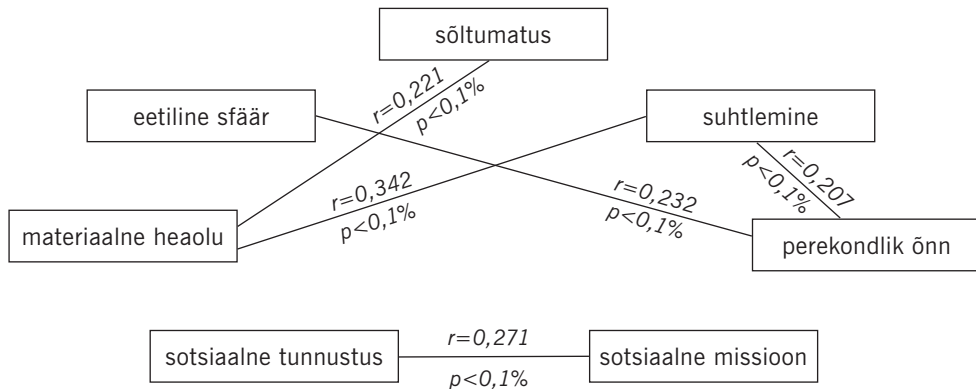 sõltumatus
r=0,221
p<0,1%
eetiline sfäär
suhtlemine
r=0,342
p<0,1%
r=0,232
p<0,1%
r=0,207
p<0,1%
materiaalne heaolu
perekondlik õnn
sotsiaalne tunnustus
r=0,271
p<0,1%
sotsiaalne missioon